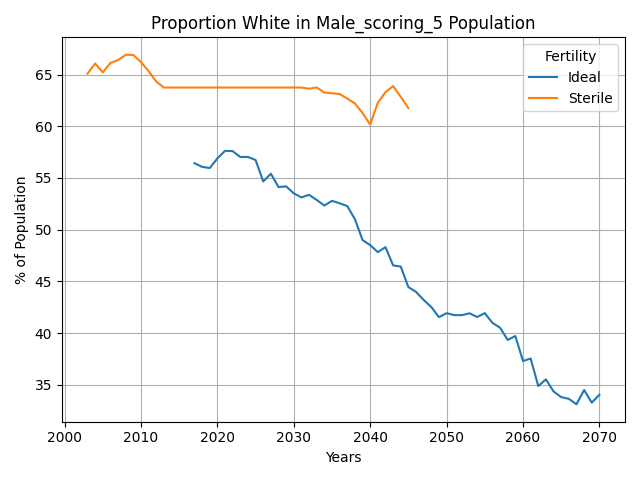 Proportion White in Male_scoring_5 Population
Fertility
Ideal
Sterile
% of Population
65
60
55
50
45
40
35
2000 2010 2020 2030 2040 2050 2060 2070
Years